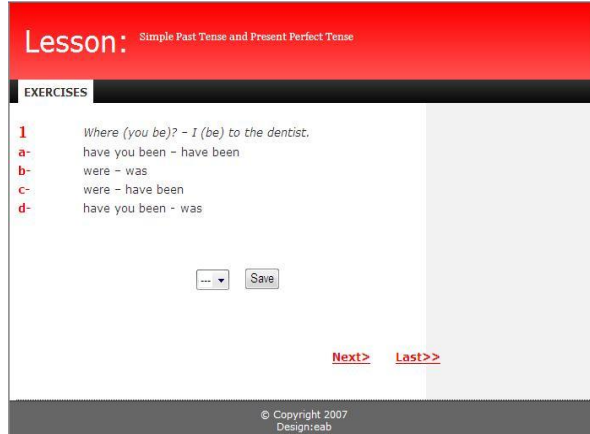 Lesson: Simple Past Tense and Present Perfect Tense
EXERCISES
1 Where (you be)? – I (be) to the dentist.
a- have you been – have been
b- were – was
c- were – have been
d- have you been - was
--- Save
Next> Last>>
© Copyright 2007
Design:eab